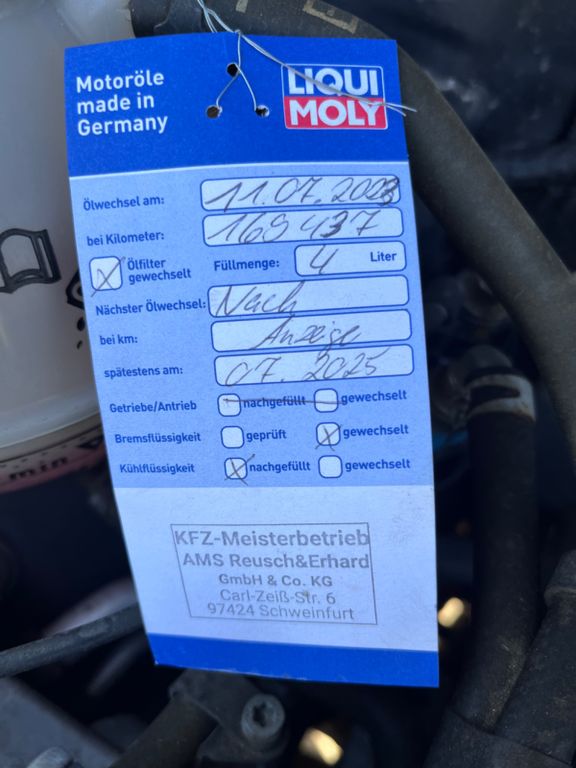 Motoröle
made in
Germany
LIQUI
MOLY
Ölwechsel am: 11.07.2023
bei Kilometer: 169437
Ölfilter
gewechselt
Füllmenge: 4 Liter
Nächster Ölwechsel: Nach
bei km: Anzeige
spätestens am: 07.2025
Getriebe/Antrieb nachgefüllt gewechselt
Bremsflüssigkeit geprüft gewechselt
Kühlflüssigkeit nachgefüllt gewechselt
KFZ-Meisterbetrieb
AMS Reusch&Erhard
GmbH & Co. KG
Carl-Zeiß-Str. 6
97424 Schweinfurt
min